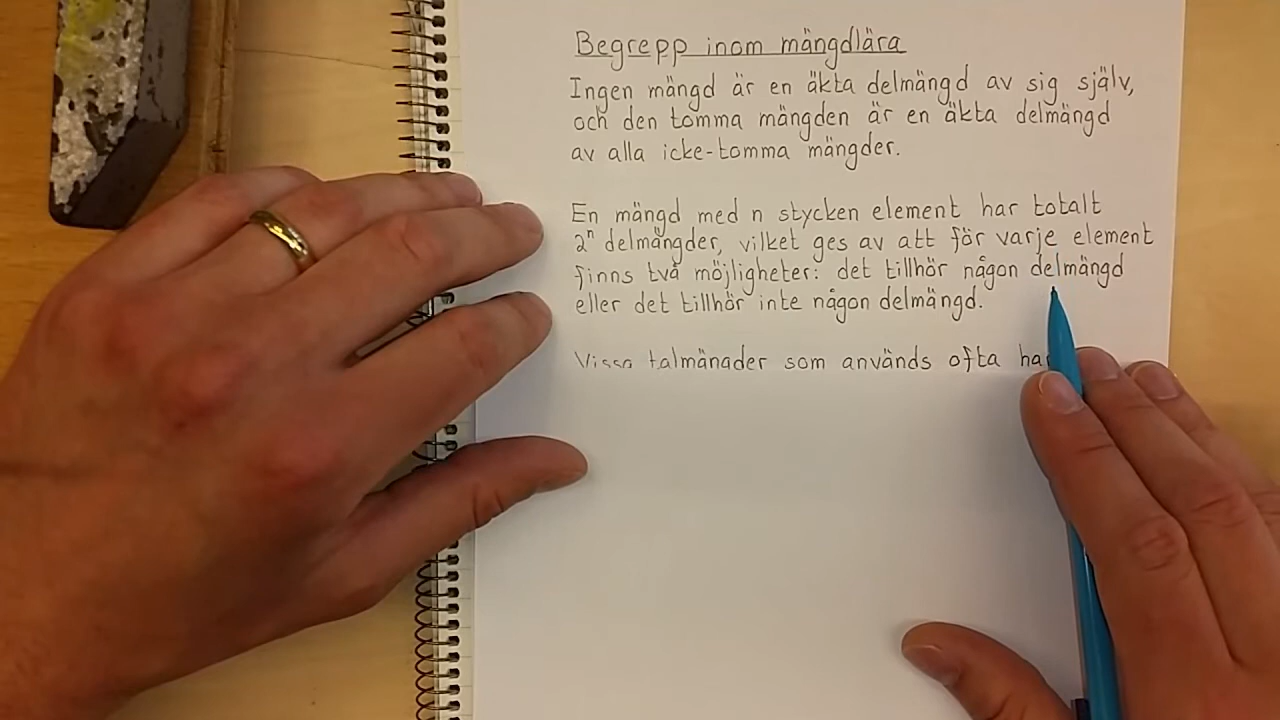 Begrepp inom mängdlära
Ingen mängd är en äkta delmängd av sig själv,
och den tomma mängden är en äkta delmängd
av alla icke-tomma mängder.
En mängd med n stycken element har totalt
2ⁿ delmängder, vilket ges av att för varje element
finns två möjligheter: det tillhör någon delmängd
eller det tillhör inte någon delmängd.
Vissa talmängder som används ofta har